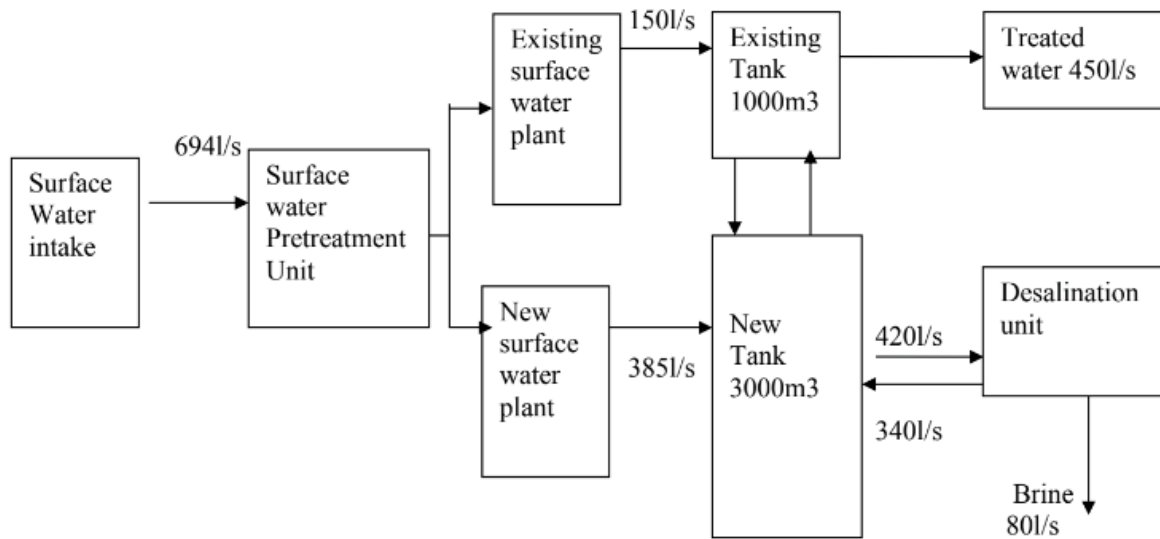 694l/s
Surface
Water
intake
Surface
water
Pretreatment
Unit
Existing
surface
water
plant
150l/s
Existing
Tank
1000m3
Treated
water 450l/s
New
surface
water
plant
385l/s
New
Tank
3000m3
420l/s
340l/s
Desalination
unit
Brine
80l/s